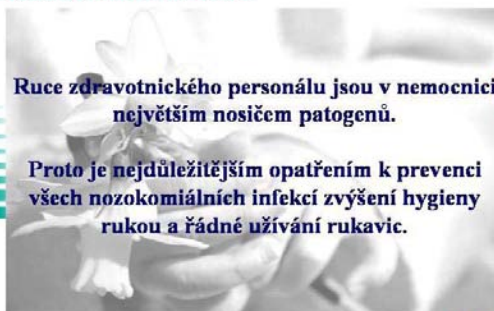 Ruce zdravotnického personálu jsou v nemocnici
největším nosičem patogenů.
Proto je nejdůležitějším opatřením k prevenci
všech nozokomiálních infekcí zvýšení hygieny
rukou a řádné užívání rukavic.